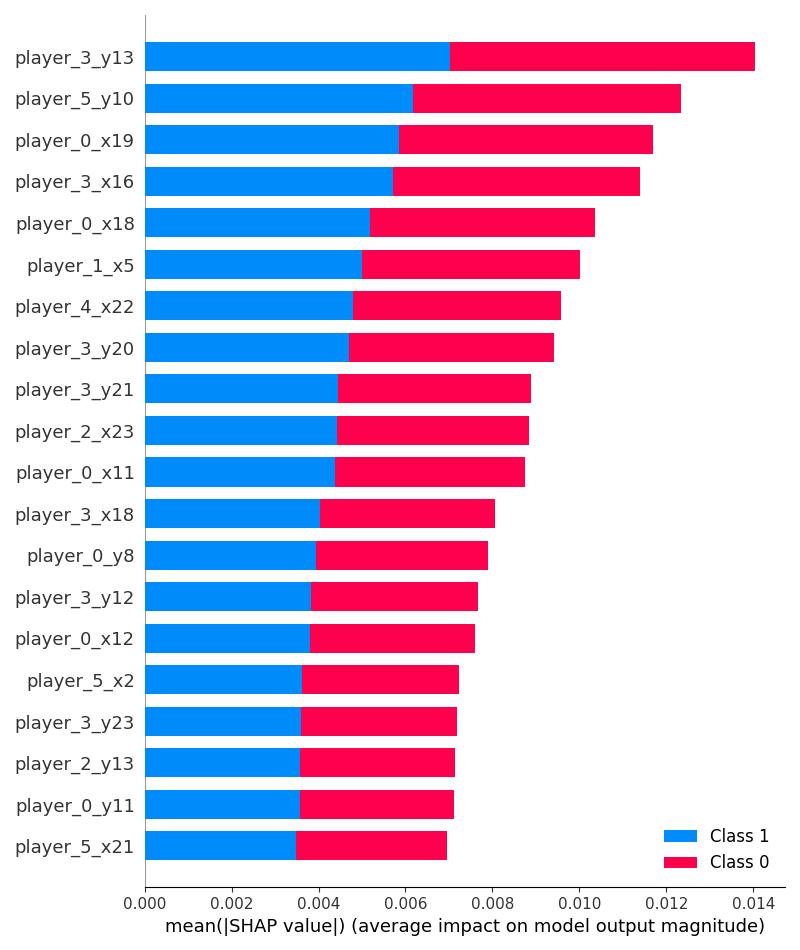 player_3_y13
player_5_y10
player_0_x19
player_3_x16
player_0_x18
player_1_x5
player_4_x22
player_3_y20
player_3_y21
player_2_x23
player_0_x11
player_3_x18
player_0_y8
player_3_y12
player_0_x12
player_5_x2
player_3_y23
player_2_y13
player_0_y11
player_5_x21
Class 1
Class 0
0.000 0.002 0.004 0.006 0.008 0.010 0.012 0.014
mean(|SHAP value|) (average impact on model output magnitude)